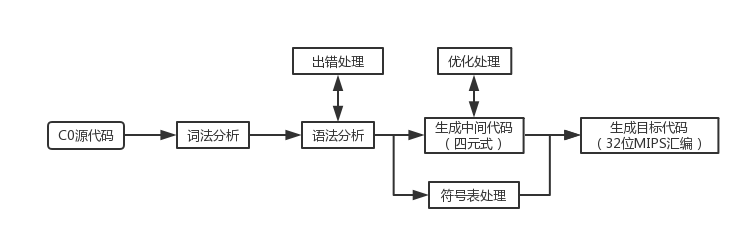 出错处理
优化处理
C0源代码
词法分析
语法分析
生成中间代码
（四元式）
生成目标代码
（32位MIPS汇编）
符号表处理